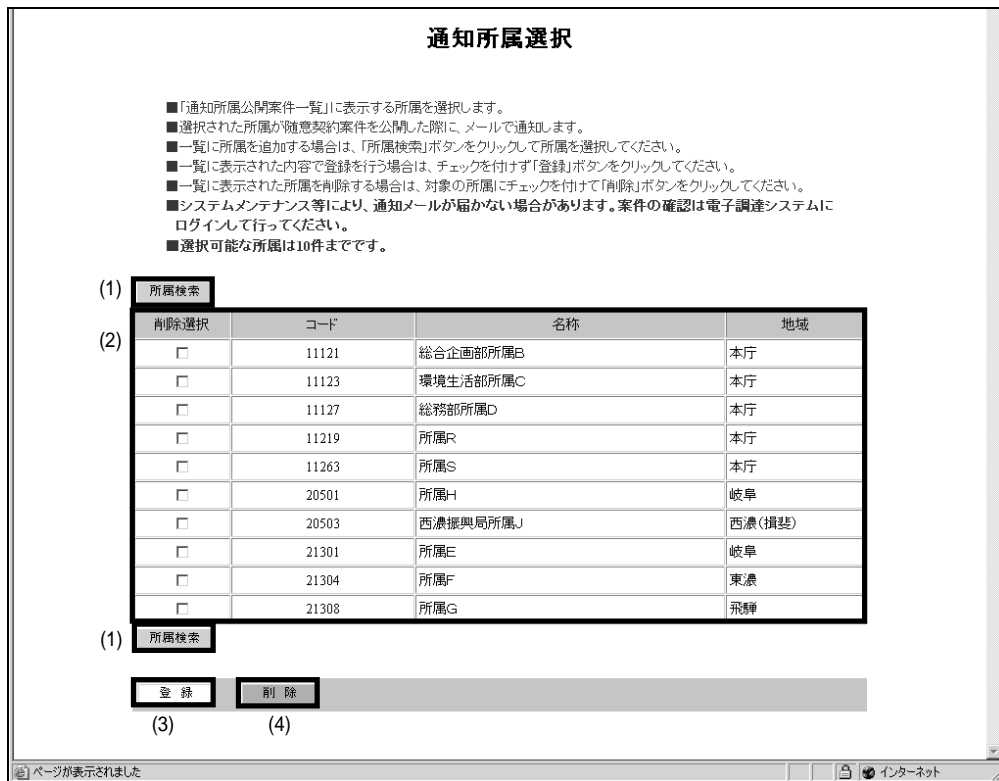 通知所属選択
■「通知所属公開案件一覧」に表示する所属を選択します。
■選択された所属が随意契約案件を公開した際に、メールで通知します。
■一覧に所属を追加する場合は、「所属検索」ボタンをクリックして所属を選択してください。
■一覧に表示された内容で登録を行う場合は、チェックを付けず「登録」ボタンをクリックしてください。
■一覧に表示された所属を削除する場合は、対象の所属にチェックを付けて「削除」ボタンをクリックしてください。
■システムメンテナンス等により、通知メールが届かない場合があります。案件の確認は電子調達システムに
ログインして行ってください。
■選択可能な所属は10件までです。
(1) 所属検索
(2) 削除選択 コード 名称 地域
11121 総合企画部所属B 本庁
11123 環境生活部所属C 本庁
11127 総務部所属D 本庁
11219 所属R 本庁
11263 所属S 本庁
20501 所属H 岐阜
20503 西濃振興局所属J 西濃(揖斐)
21301 所属E 岐阜
21304 所属F 東濃
21308 所属G 飛騨
(1) 所属検索
登 録 削 除
(3) (4)
ページが表示されました インターネット